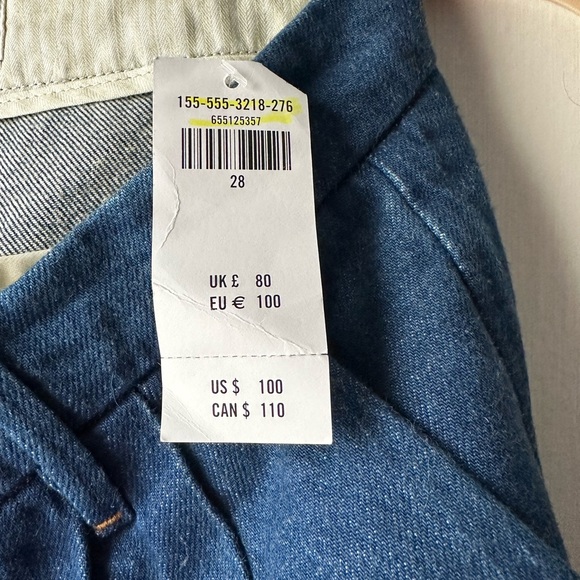 155-555-3218-276
655125357
28
UK £ 80
EU € 100
US $ 100
CAN $ 110